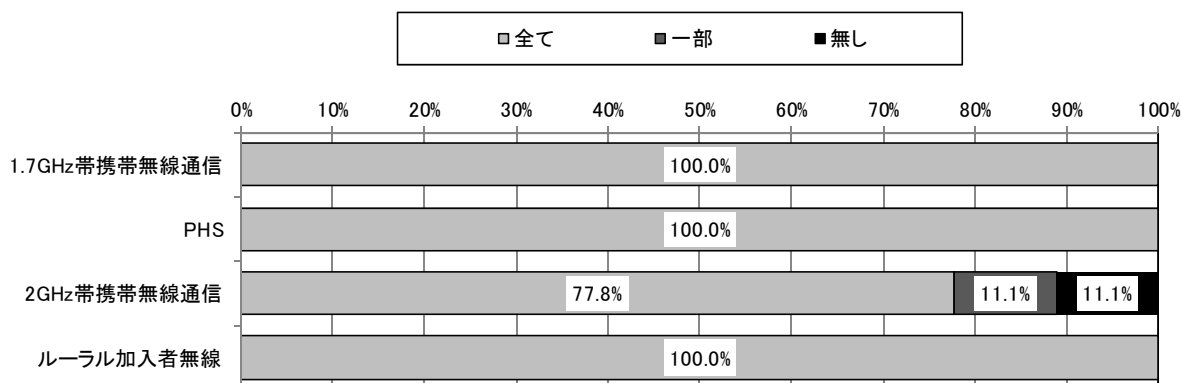 全て 一部 無し
0% 10% 20% 30% 40% 50% 60% 70% 80% 90% 100%
1.7GHz帯携帯無線通信 100.0%
PHS 100.0%
2GHz帯携帯無線通信 77.8% 11.1% 11.1%
ルーラル加入者無線 100.0%